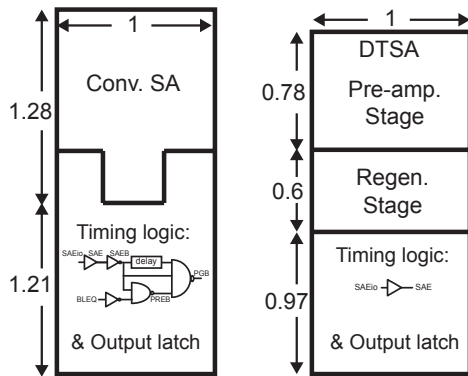 1
Conv. SA
1.28
Timing logic:
SAEio
SAE
SAEB
delay
PGB
BLEQ
PREB
1.21
& Output latch
1
DTSA
0.78
Pre-amp.
Stage
Regen.
0.6
Stage
Timing logic:
0.97
SAEio
SAE
& Output latch